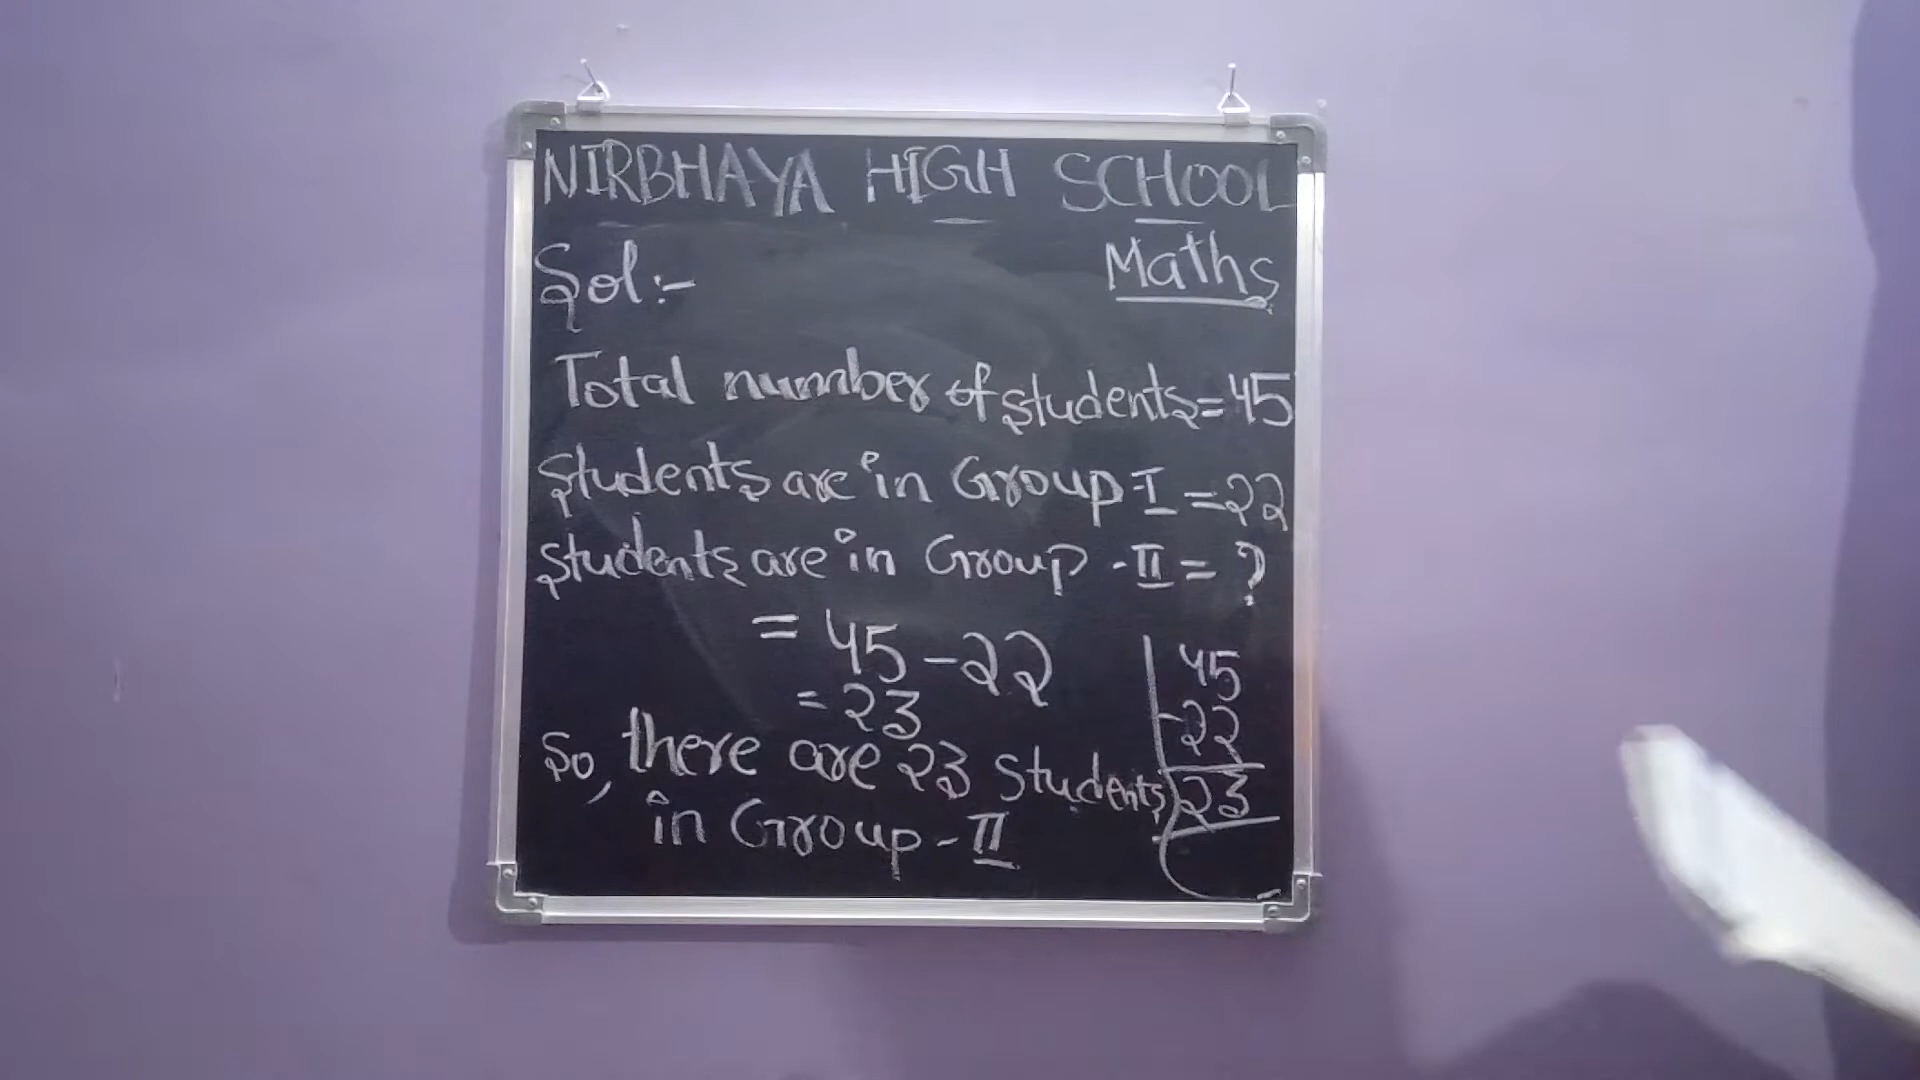 NIRBHAYA HIGH SCHOOL
Sol:-
Maths
Total number of students=45
Students are in Group-I =22
Students are in Group -II = ?
= 45-22
= 23
45
-22
23
So, there are 23 Students
in Group-II